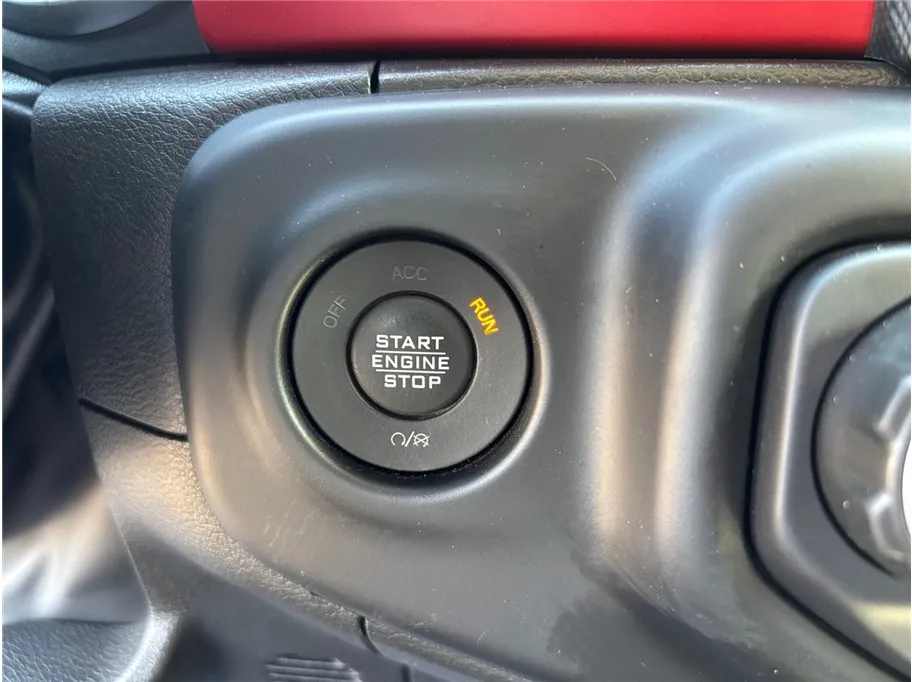 ACC
OFF
RUN
START
ENGINE
STOP